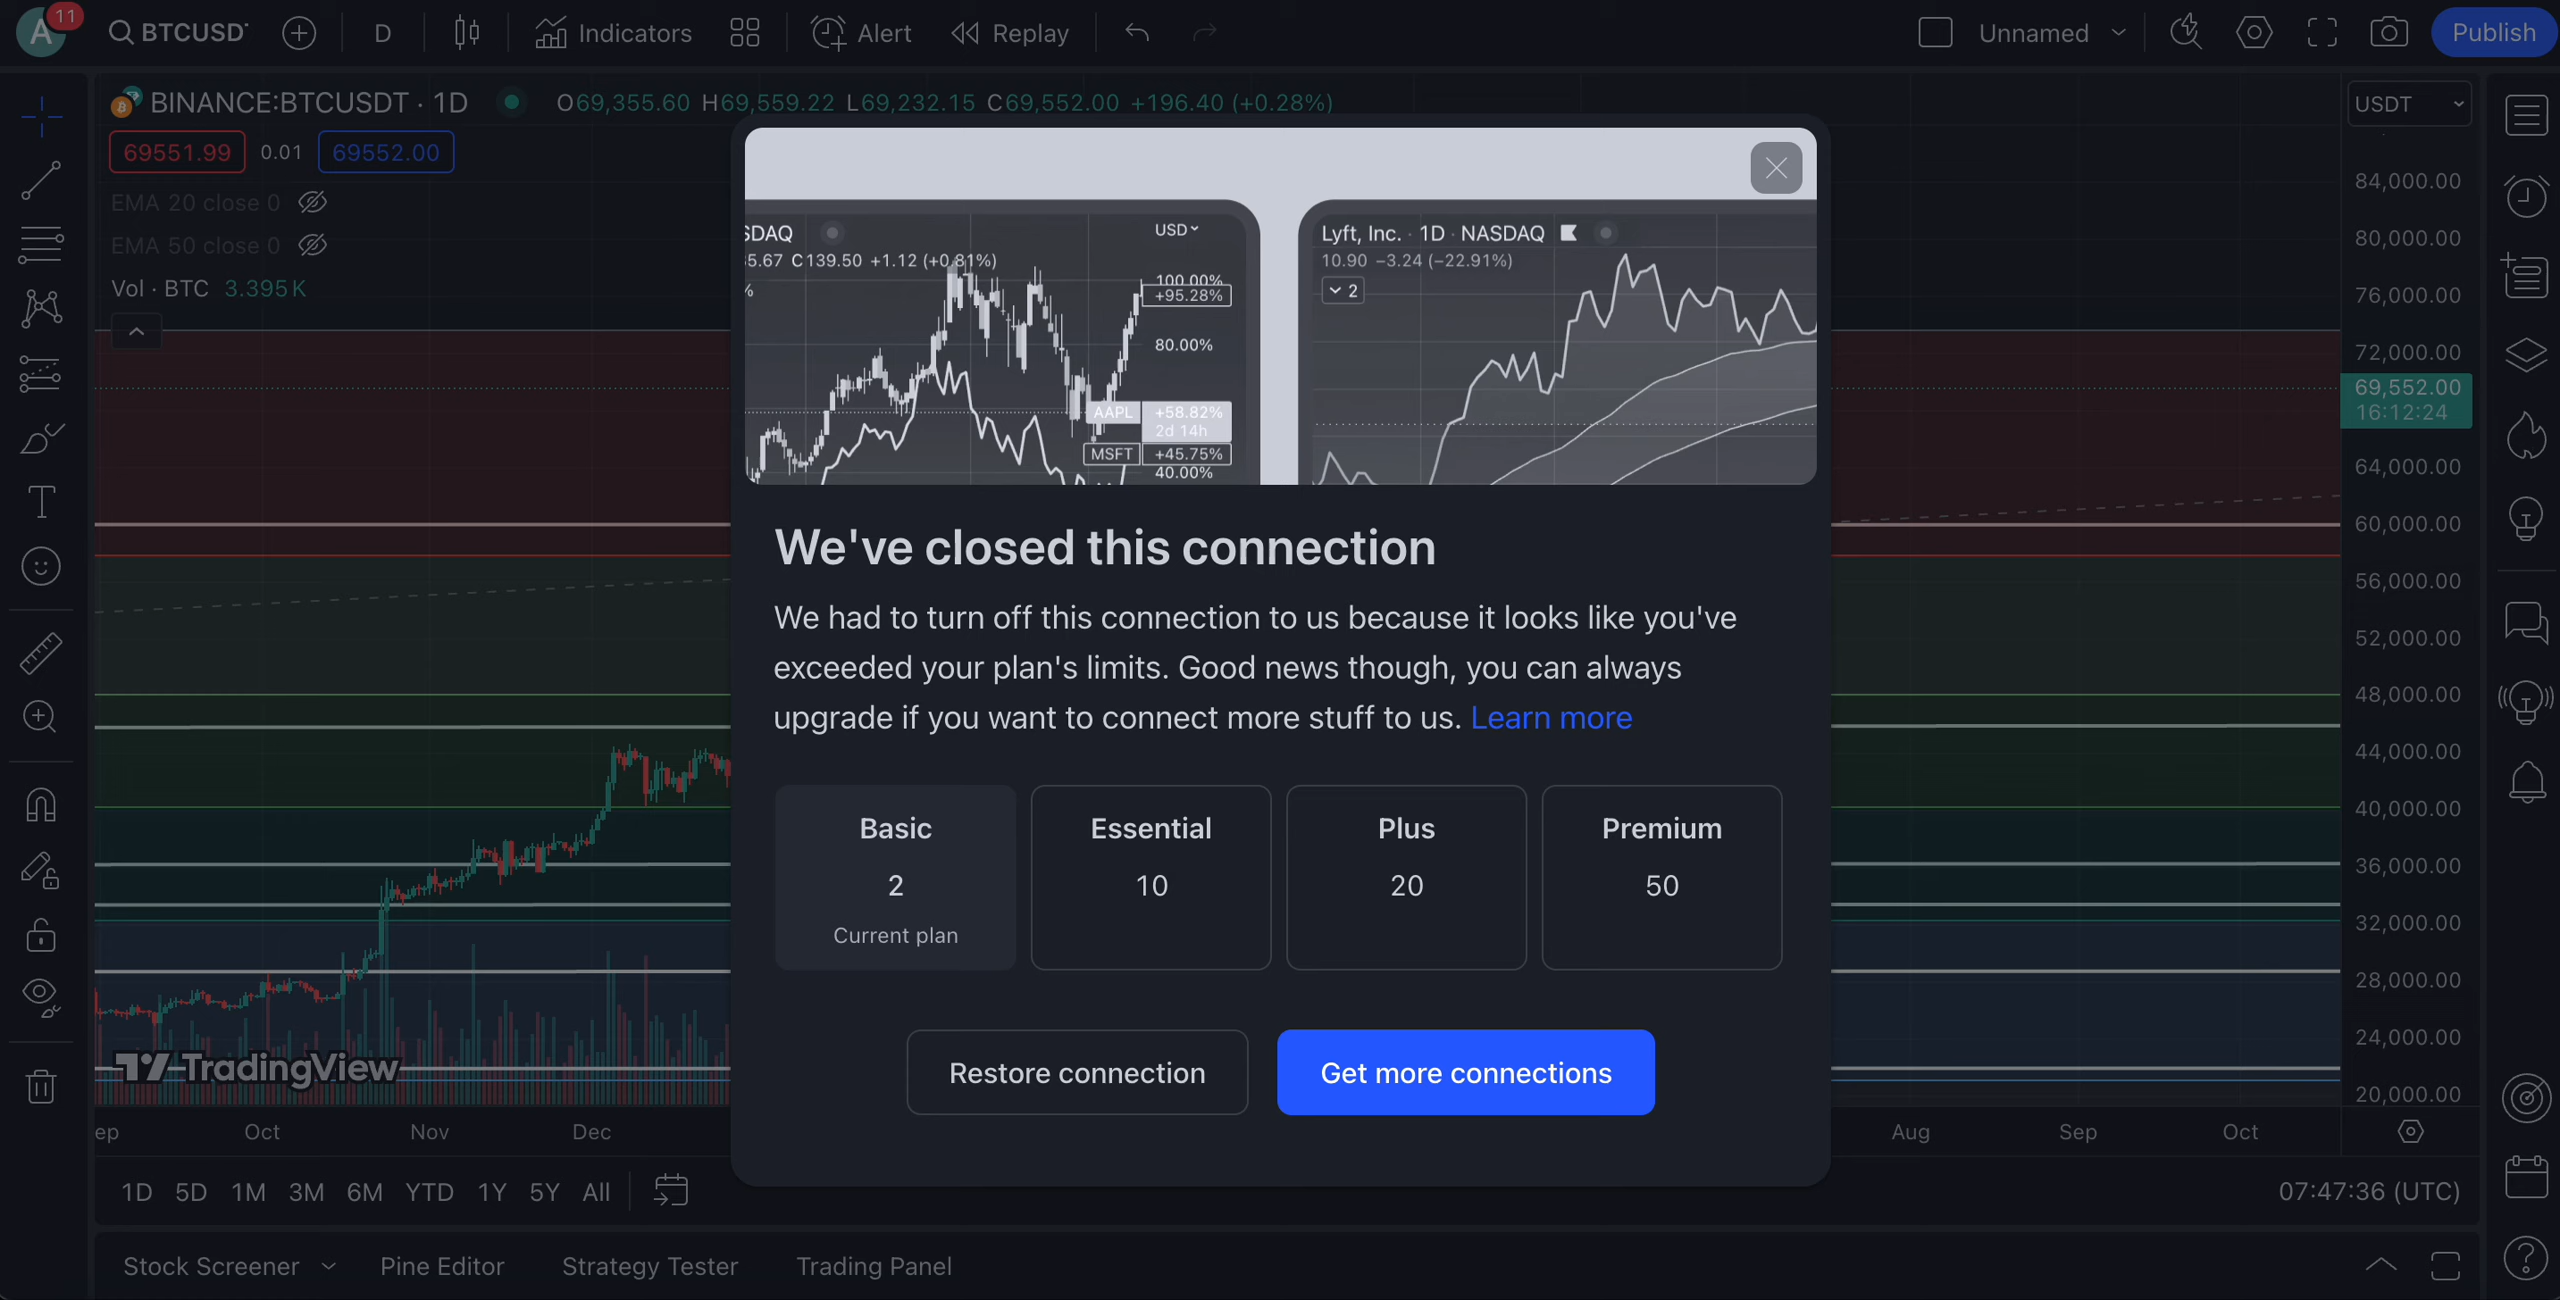 A
11
BTCUSDT
D
Indicators
Alert
Replay
Unnamed
Publish
BINANCE:BTCUSDT · 1D
O69,355.60 H69,559.22 L69,232.15 C69,552.00 +196.40 (+0.28%)
USDT
69551.99
0.01
69552.00
EMA 20 close 0
EMA 50 close 0
Vol · BTC 3.395K
84,000.00
80,000.00
76,000.00
72,000.00
69,552.00
16:12:24
64,000.00
60,000.00
56,000.00
52,000.00
48,000.00
44,000.00
40,000.00
36,000.00
32,000.00
28,000.00
24,000.00
20,000.00
SDAQ
USD
5.67 C139.50 +1.12 (+0.81%)
%
100.00%
+95.28%
80.00%
AAPL
+58.82%
2d 14h
MSFT
+45.75%
40.00%
Lyft, Inc. · 1D · NASDAQ
10.90 −3.24 (−22.91%)
2
We've closed this connection
We had to turn off this connection to us because it looks like you've
exceeded your plan's limits. Good news though, you can always
upgrade if you want to connect more stuff to us. Learn more
Basic
2
Current plan
Essential
10
Plus
20
Premium
50
Restore connection
Get more connections
TradingView
ep
Oct
Nov
Dec
Aug
Sep
Oct
1D 5D 1M 3M 6M YTD 1Y 5Y All
07:47:36 (UTC)
Stock Screener
Pine Editor
Strategy Tester
Trading Panel